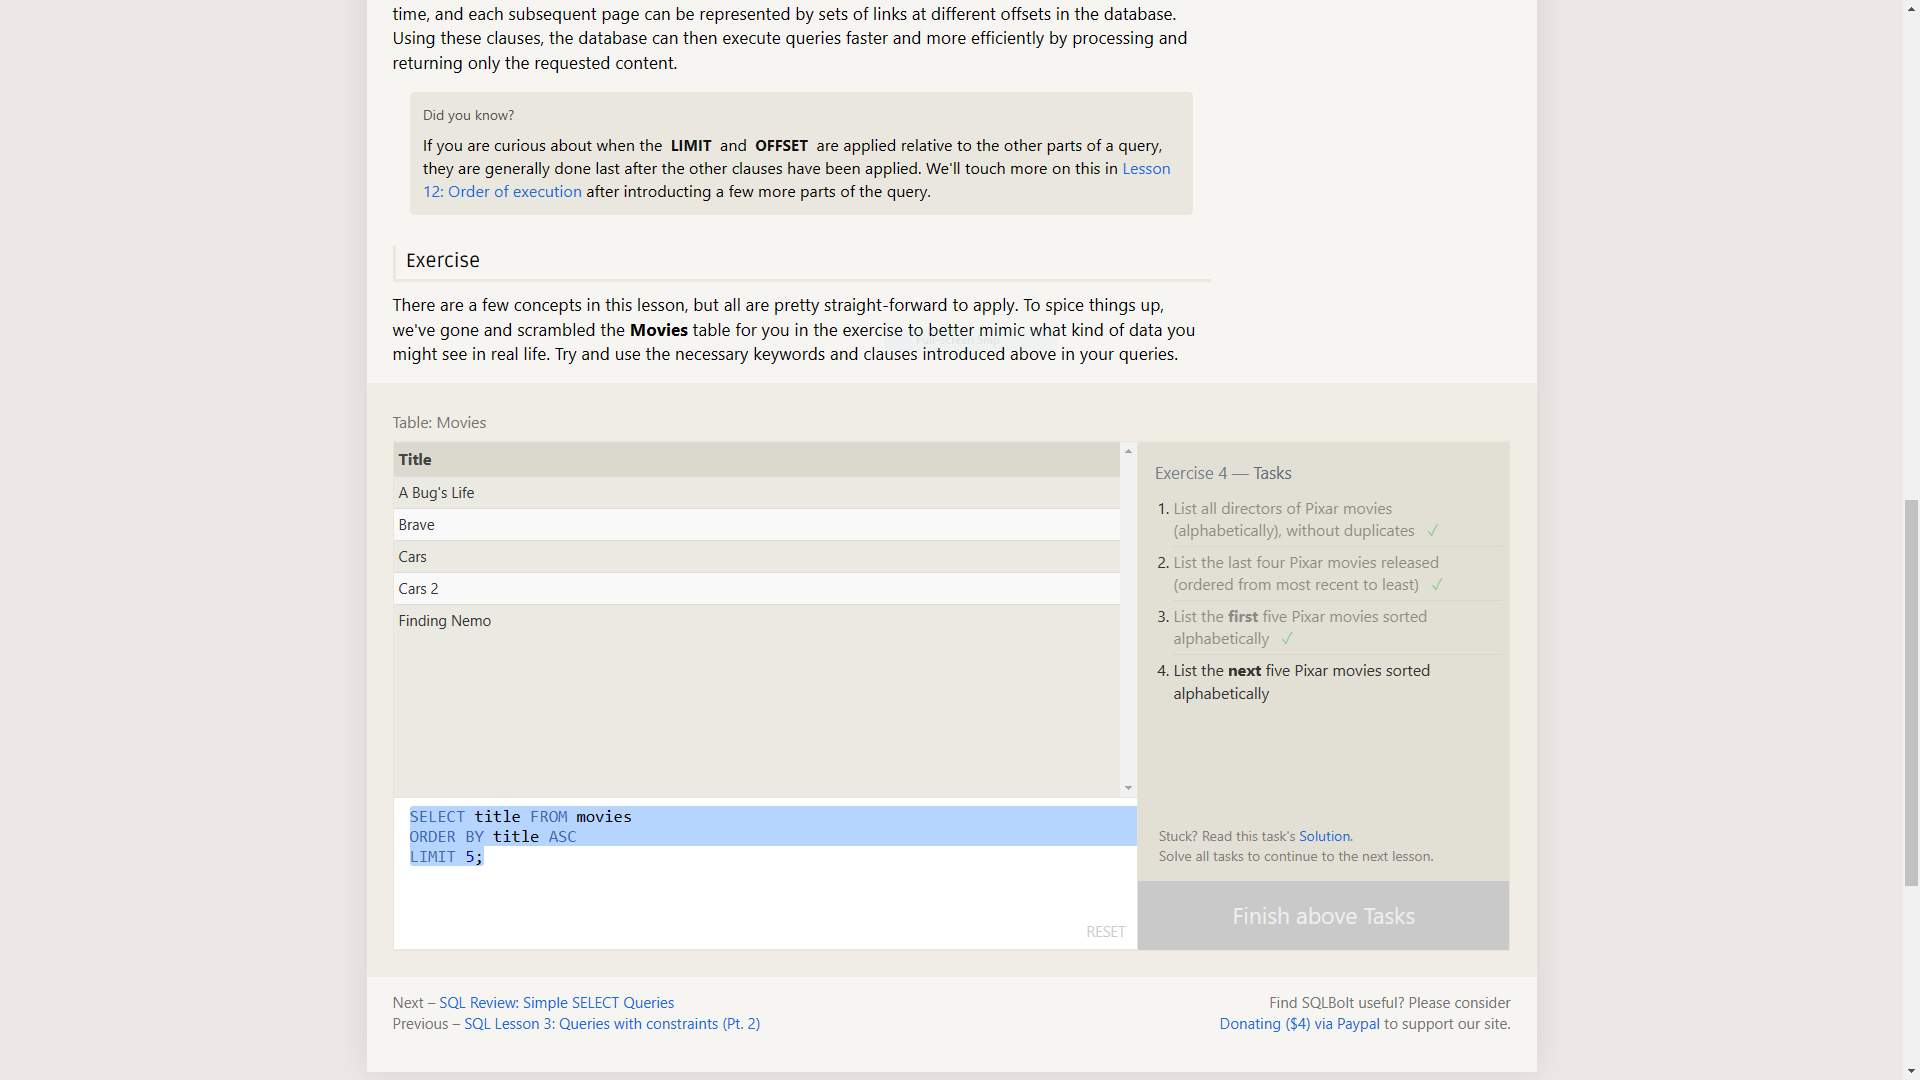 time, and each subsequent page can be represented by sets of links at different offsets in the database.
Using these clauses, the database can then execute queries faster and more efficiently by processing and
returning only the requested content.
Did you know?
If you are curious about when the LIMIT and OFFSET are applied relative to the other parts of a query,
they are generally done last after the other clauses have been applied. We'll touch more on this in Lesson
12: Order of execution after introducting a few more parts of the query.
Exercise
There are a few concepts in this lesson, but all are pretty straight-forward to apply. To spice things up,
we've gone and scrambled the Movies table for you in the exercise to better mimic what kind of data you
Full-screen Snip
might see in real life. Try and use the necessary keywords and clauses introduced above in your queries.
Table: Movies
Title
A Bug's Life
Brave
Cars
Cars 2
Finding Nemo
SELECT title FROM movies
ORDER BY title ASC
LIMIT 5;
RESET
Exercise 4 — Tasks
1. List all directors of Pixar movies
(alphabetically), without duplicates ✓
2. List the last four Pixar movies released
(ordered from most recent to least) ✓
3. List the first five Pixar movies sorted
alphabetically ✓
4. List the next five Pixar movies sorted
alphabetically
Stuck? Read this task's Solution.
Solve all tasks to continue to the next lesson.
Finish above Tasks
Next – SQL Review: Simple SELECT Queries
Previous – SQL Lesson 3: Queries with constraints (Pt. 2)
Find SQLBolt useful? Please consider
Donating ($4) via Paypal to support our site.